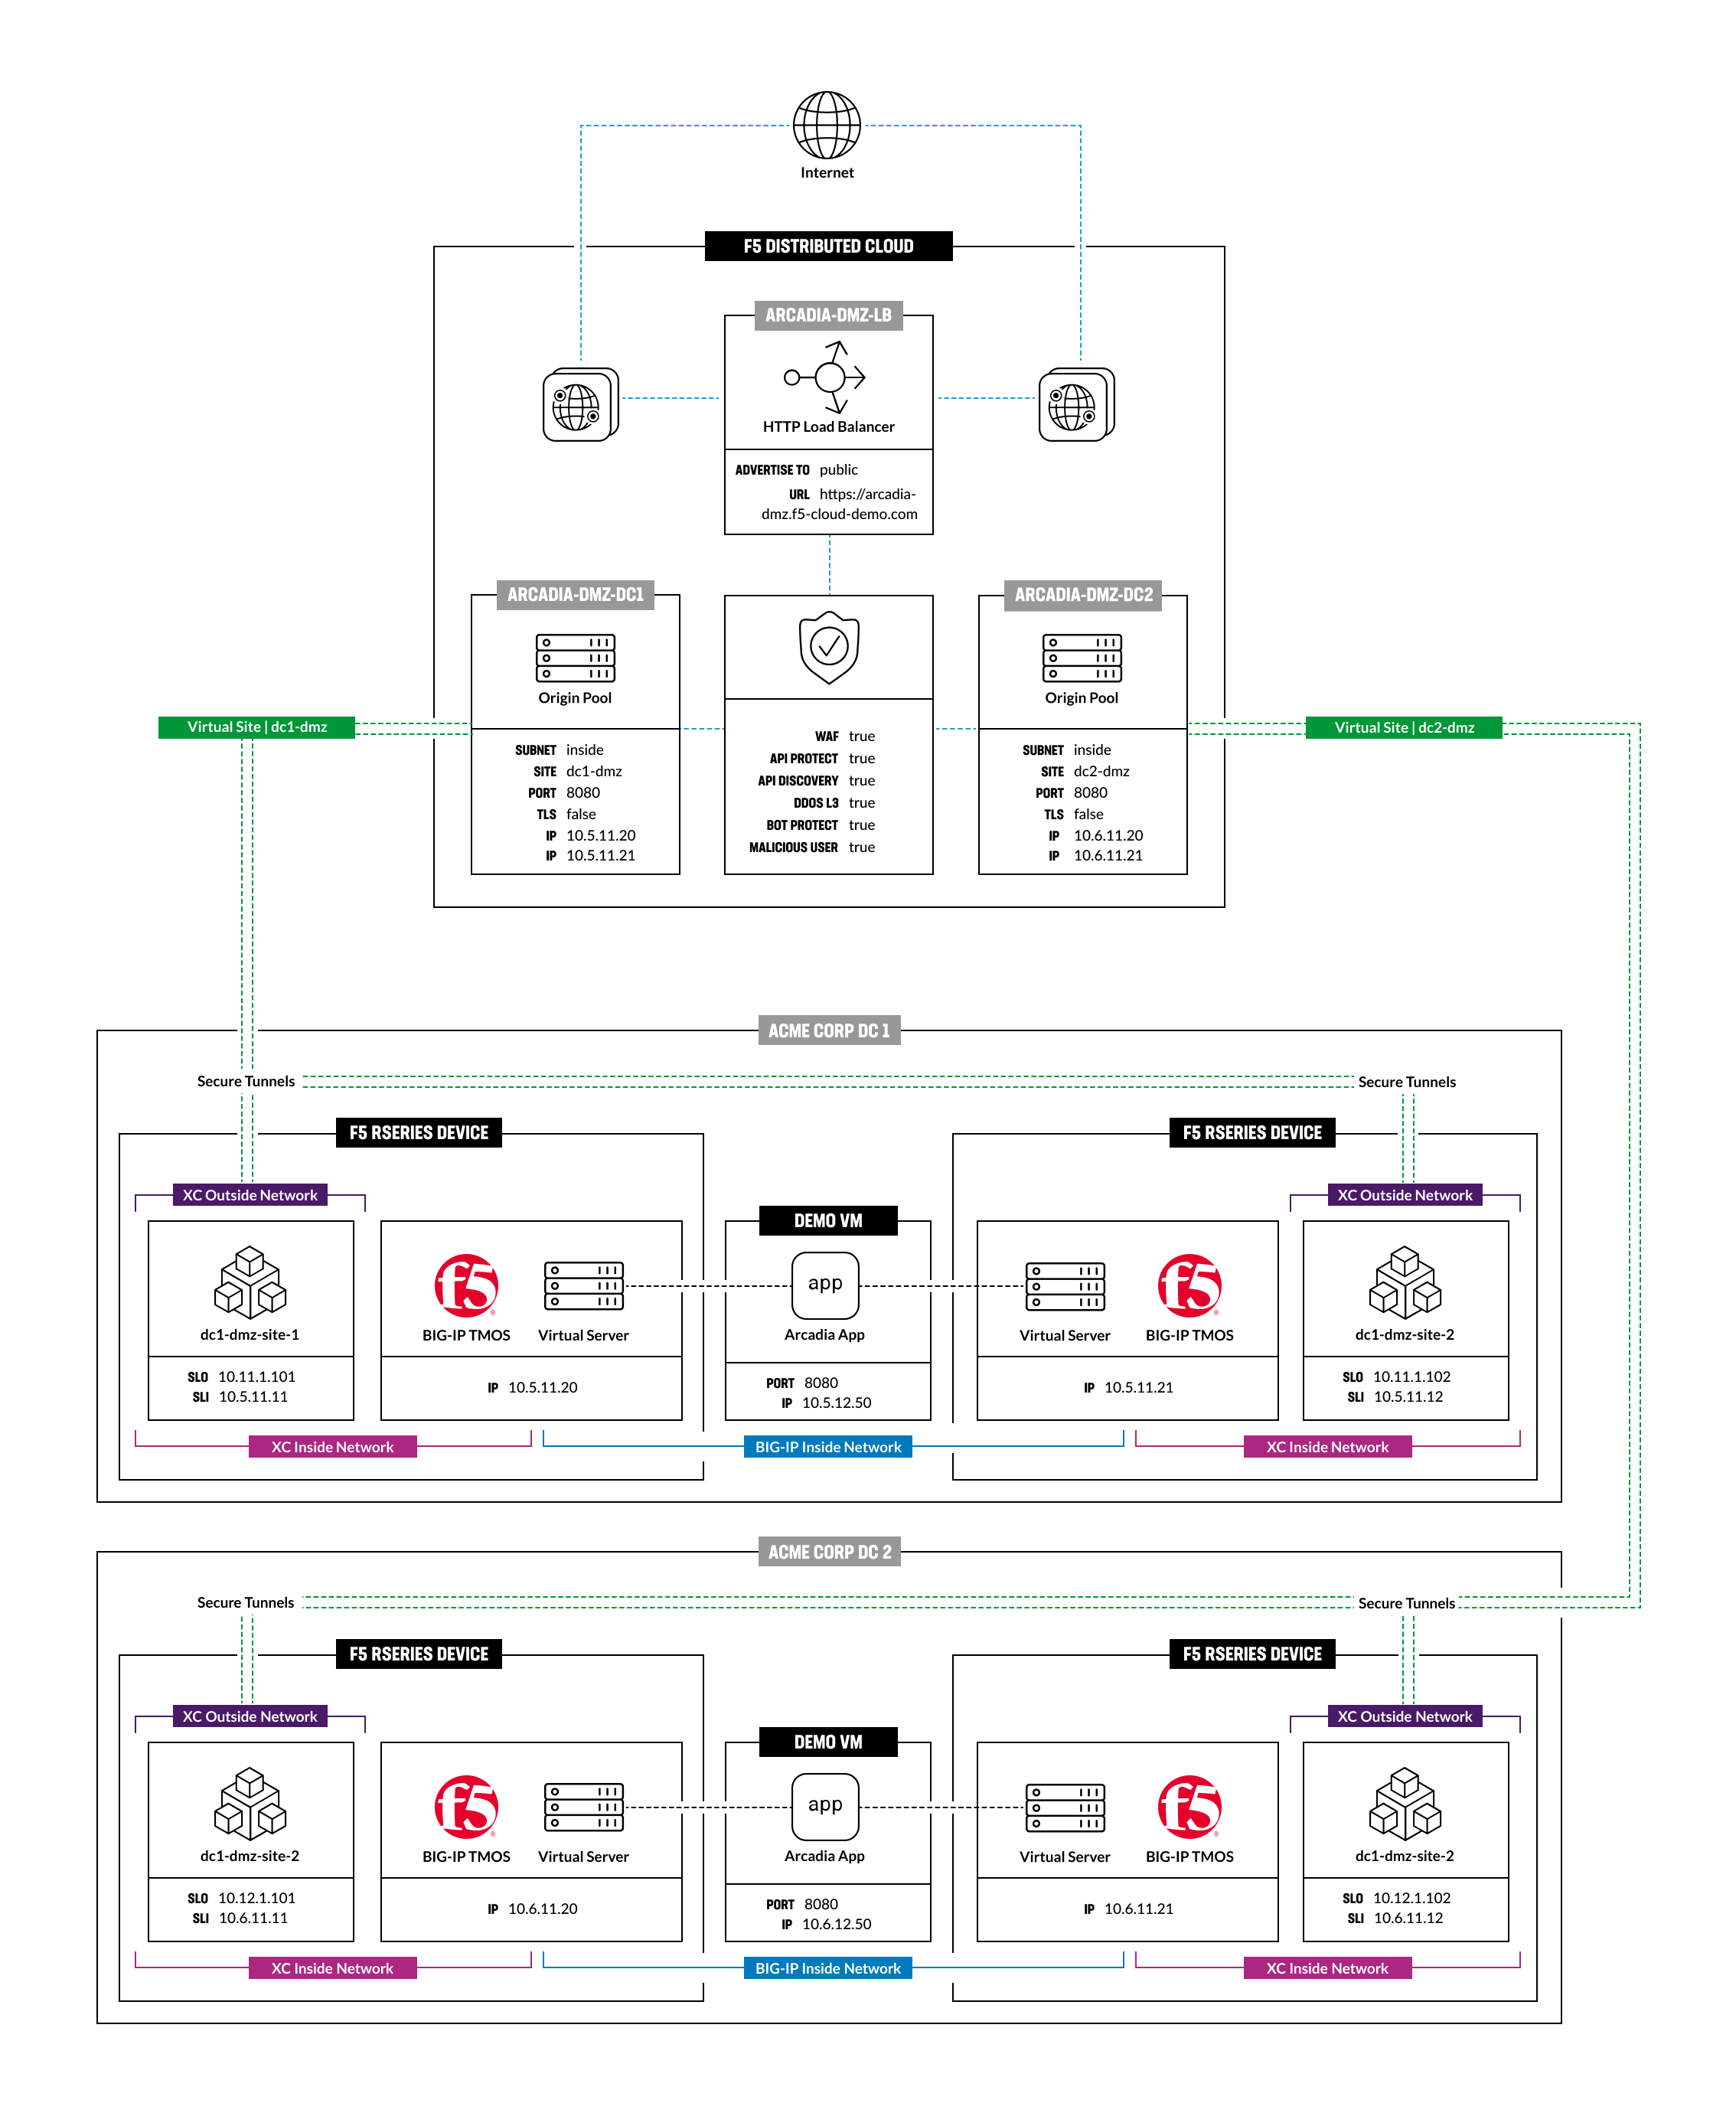 Internet
F5 DISTRIBUTED CLOUD
ARCADIA-DMZ-LB
HTTP Load Balancer
ADVERTISE TO public
URL https://arcadia-
dmz.f5-cloud-demo.com
ARCADIA-DMZ-DC1
Origin Pool
SUBNET inside
SITE dc1-dmz
PORT 8080
TLS false
IP 10.5.11.20
IP 10.5.11.21
WAF true
API PROTECT true
API DISCOVERY true
DDOS L3 true
BOT PROTECT true
MALICIOUS USER true
ARCADIA-DMZ-DC2
Origin Pool
SUBNET inside
SITE dc2-dmz
PORT 8080
TLS false
IP 10.6.11.20
IP 10.6.11.21
Virtual Site | dc1-dmz
Virtual Site | dc2-dmz
ACME CORP DC 1
Secure Tunnels
Secure Tunnels
F5 RSERIES DEVICE
XC Outside Network
dc1-dmz-site-1
SLO 10.11.1.101
SLI 10.5.11.11
f5
BIG-IP TMOS
Virtual Server
IP 10.5.11.20
XC Inside Network
DEMO VM
app
Arcadia App
PORT 8080
IP 10.5.12.50
BIG-IP Inside Network
F5 RSERIES DEVICE
Virtual Server
f5
BIG-IP TMOS
IP 10.5.11.21
XC Outside Network
dc1-dmz-site-2
SLO 10.11.1.102
SLI 10.5.11.12
XC Inside Network
ACME CORP DC 2
Secure Tunnels
Secure Tunnels
F5 RSERIES DEVICE
XC Outside Network
dc1-dmz-site-2
SLO 10.12.1.101
SLI 10.6.11.11
f5
BIG-IP TMOS
Virtual Server
IP 10.6.11.20
XC Inside Network
DEMO VM
app
Arcadia App
PORT 8080
IP 10.6.12.50
BIG-IP Inside Network
F5 RSERIES DEVICE
Virtual Server
f5
BIG-IP TMOS
IP 10.6.11.21
XC Outside Network
dc1-dmz-site-2
SLO 10.12.1.102
SLI 10.6.11.12
XC Inside Network